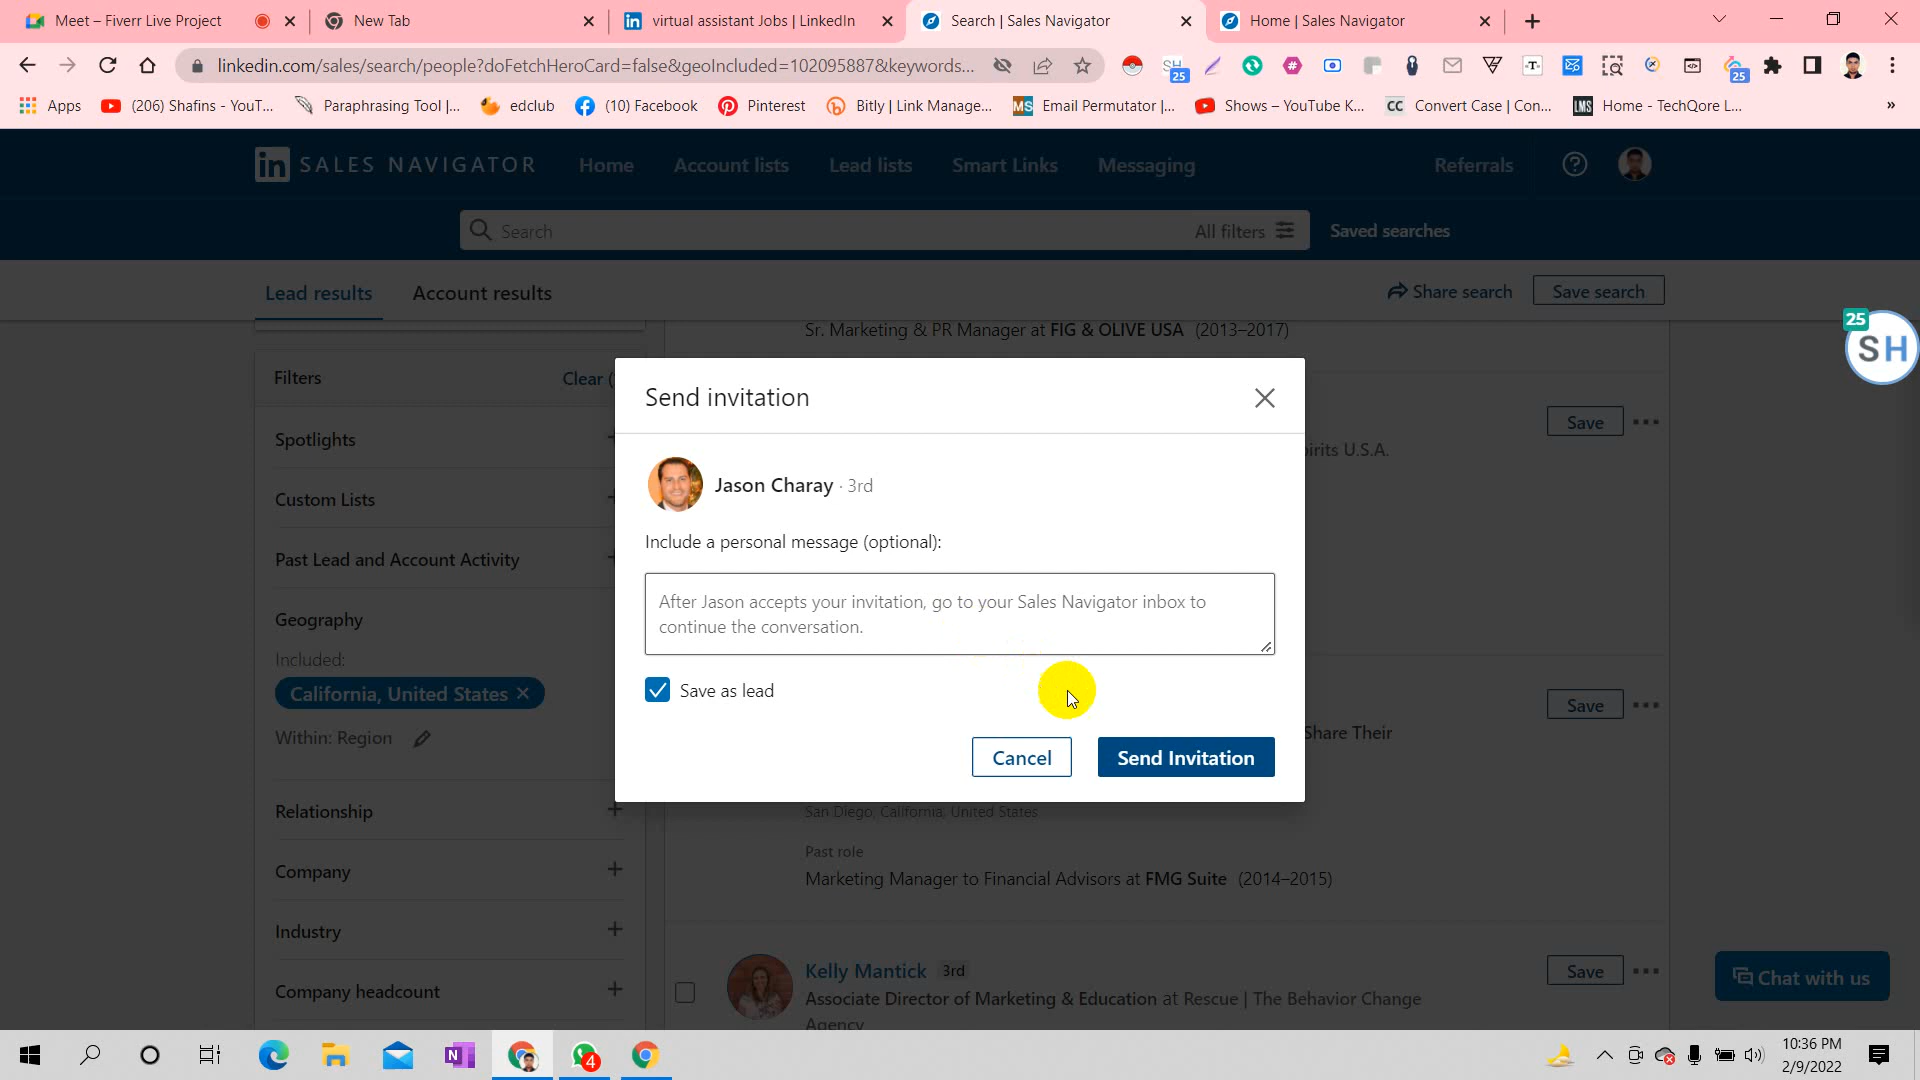 Meet – Fiverr Live Project
New Tab
virtual assistant Jobs | LinkedIn
Search | Sales Navigator
Home | Sales Navigator
linkedin.com/sales/search/people?doFetchHeroCard=false&geoIncluded=102095887&keywords...
25
25
Apps
(206) Shafins - YouT...
Paraphrasing Tool |...
edclub
(10) Facebook
Pinterest
Bitly | Link Manage...
MS Email Permutator |...
Shows – YouTube K...
CC Convert Case | Con...
LMS Home - TechQore L...
»
in SALES NAVIGATOR
Home
Account lists
Lead lists
Smart Links
Messaging
Referrals
Search
All filters
Saved searches
Lead results
Account results
Share search
Save search
25
SH
Sr. Marketing & PR Manager at FIG & OLIVE USA (2013–2017)
Filters
Clear (
Send invitation
Save
Spotlights
irits U.S.A.
Jason Charay · 3rd
Custom Lists
Include a personal message (optional):
Past Lead and Account Activity
After Jason accepts your invitation, go to your Sales Navigator inbox to
continue the conversation.
Geography
Included:
California, United States
Save as lead
Save
Within: Region
Share Their
Cancel
Send Invitation
Relationship
San Diego, California, United States
Past role
Company
Marketing Manager to Financial Advisors at FMG Suite (2014–2015)
Industry
Kelly Mantick 3rd
Save
Chat with us
Company headcount
Associate Director of Marketing & Education at Rescue | The Behavior Change
Agency
4
10:36 PM
2/9/2022